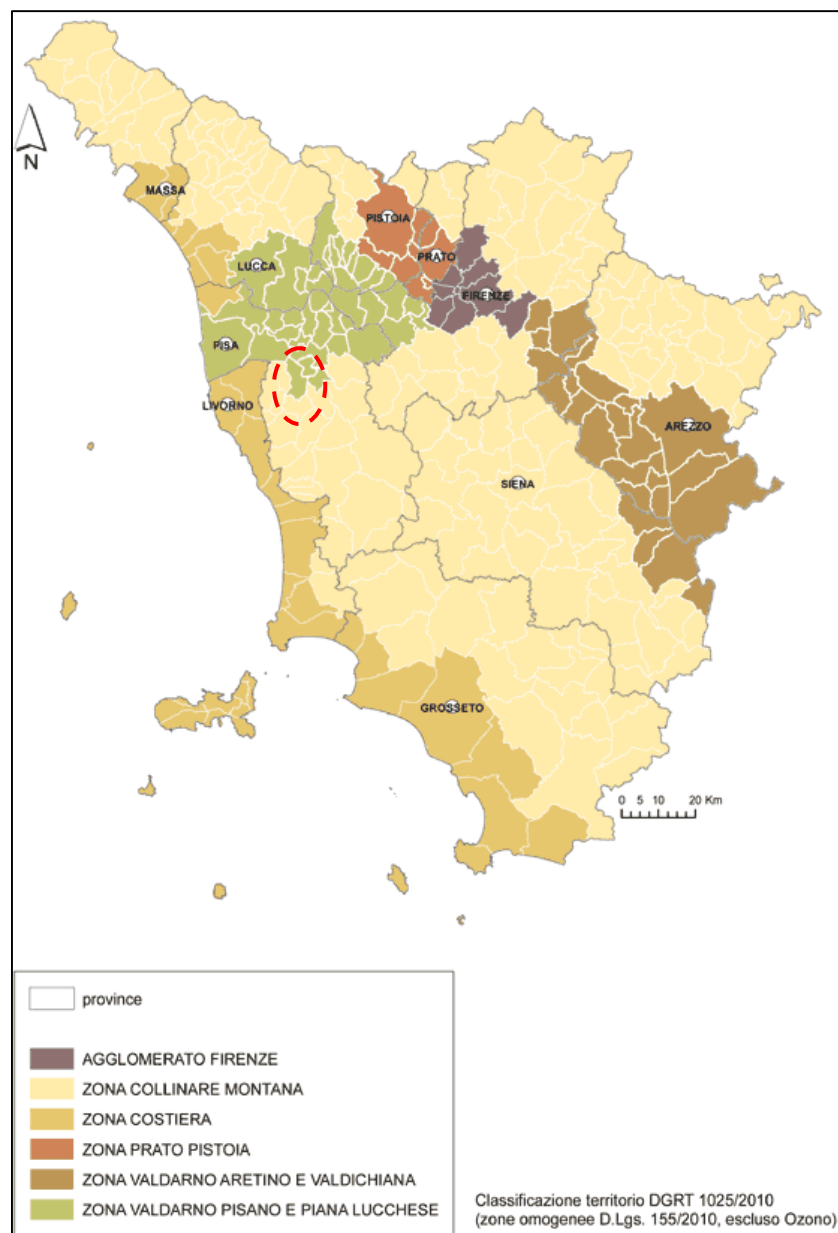 N
MASSA
PISTOIA
PRATO
LUCCA
FIRENZE
PISA
LIVORNO
AREZZO
SIENA
GROSSETO
0 5 10 20 Km
province
AGGLOMERATO FIRENZE
ZONA COLLINARE MONTANA
ZONA COSTIERA
ZONA PRATO PISTOIA
ZONA VALDARNO ARETINO E VALDICHIANA
ZONA VALDARNO PISANO E PIANA LUCCHESE
Classificazione territorio DGRT 1025/2010
(zone omogenee D.Lgs. 155/2010, escluso Ozono)